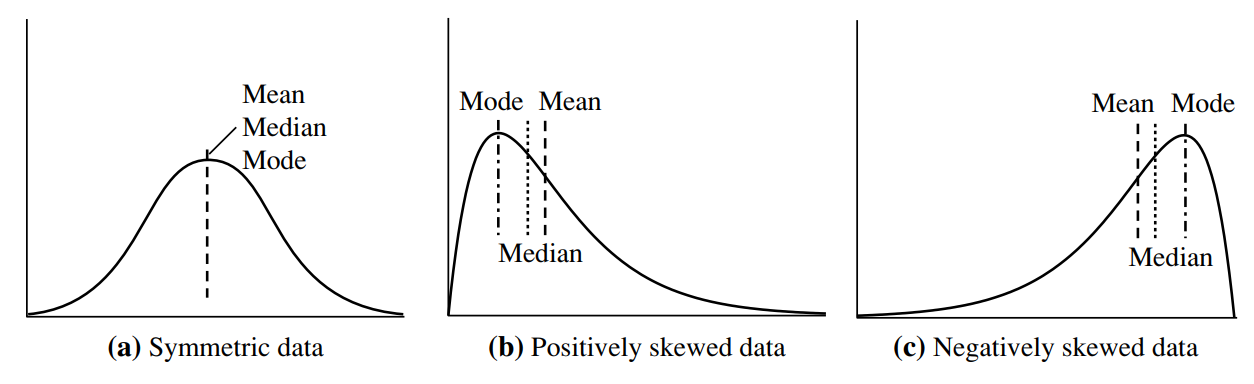 Mean
Median
Mode
(a) Symmetric data
Mode Mean
Median
(b) Positively skewed data
Mean Mode
Median
(c) Negatively skewed data